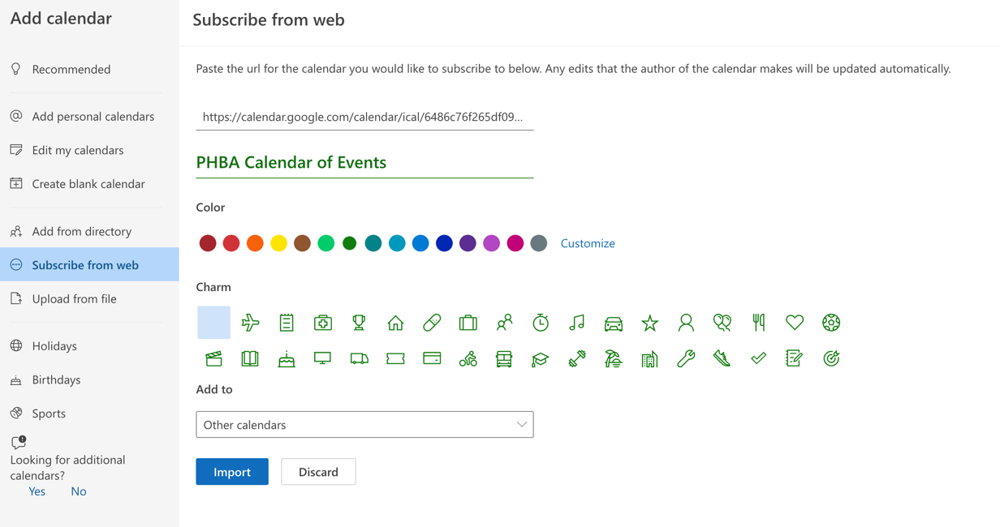 Add calendar
Recommended
Add personal calendars
Edit my calendars
Create blank calendar
Add from directory
Subscribe from web
Upload from file
Holidays
Birthdays
Sports
Looking for additional
calendars?
Yes No
Subscribe from web
Paste the url for the calendar you would like to subscribe to below. Any edits that the author of the calendar makes will be updated automatically.
https://calendar.google.com/calendar/ical/6486c76f265df09...
PHBA Calendar of Events
Color
Customize
Charm
Add to
Other calendars
Import Discard